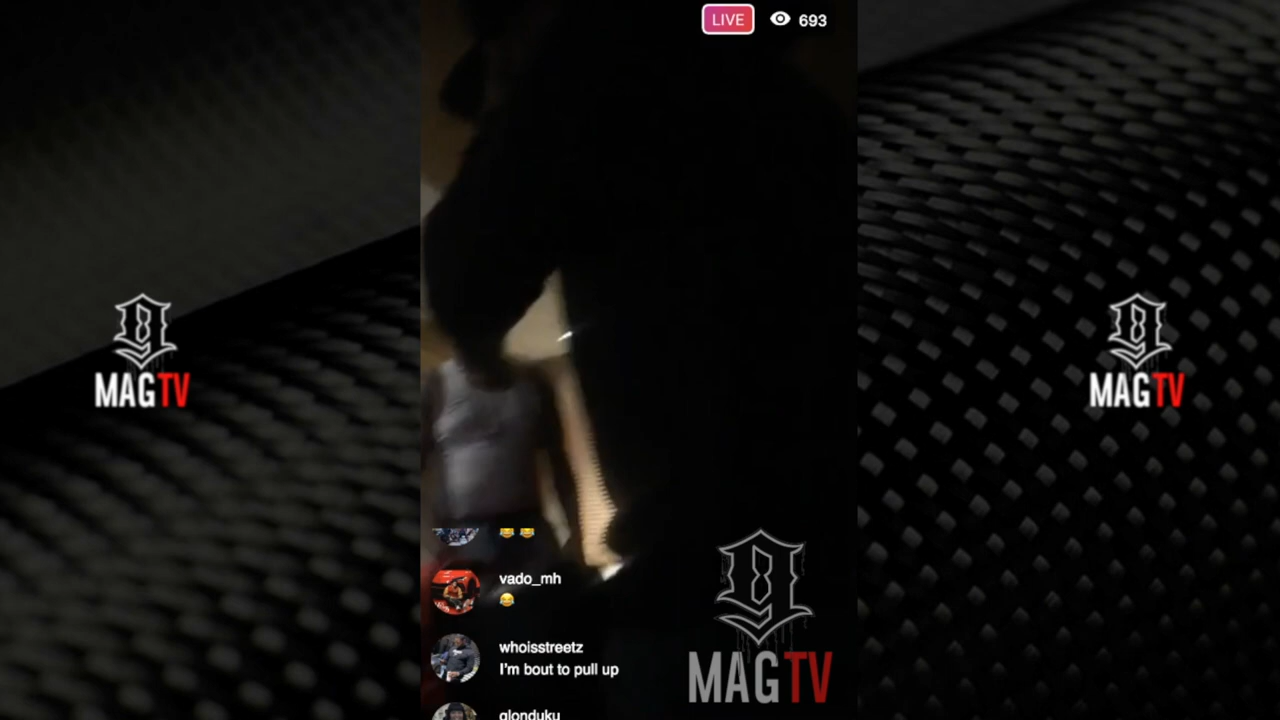 LIVE 693
g
MAGTV
g
MAGTV
vado_mh
😂
whoisstreetz
I'm bout to pull up
g
MAGTV
glonduku